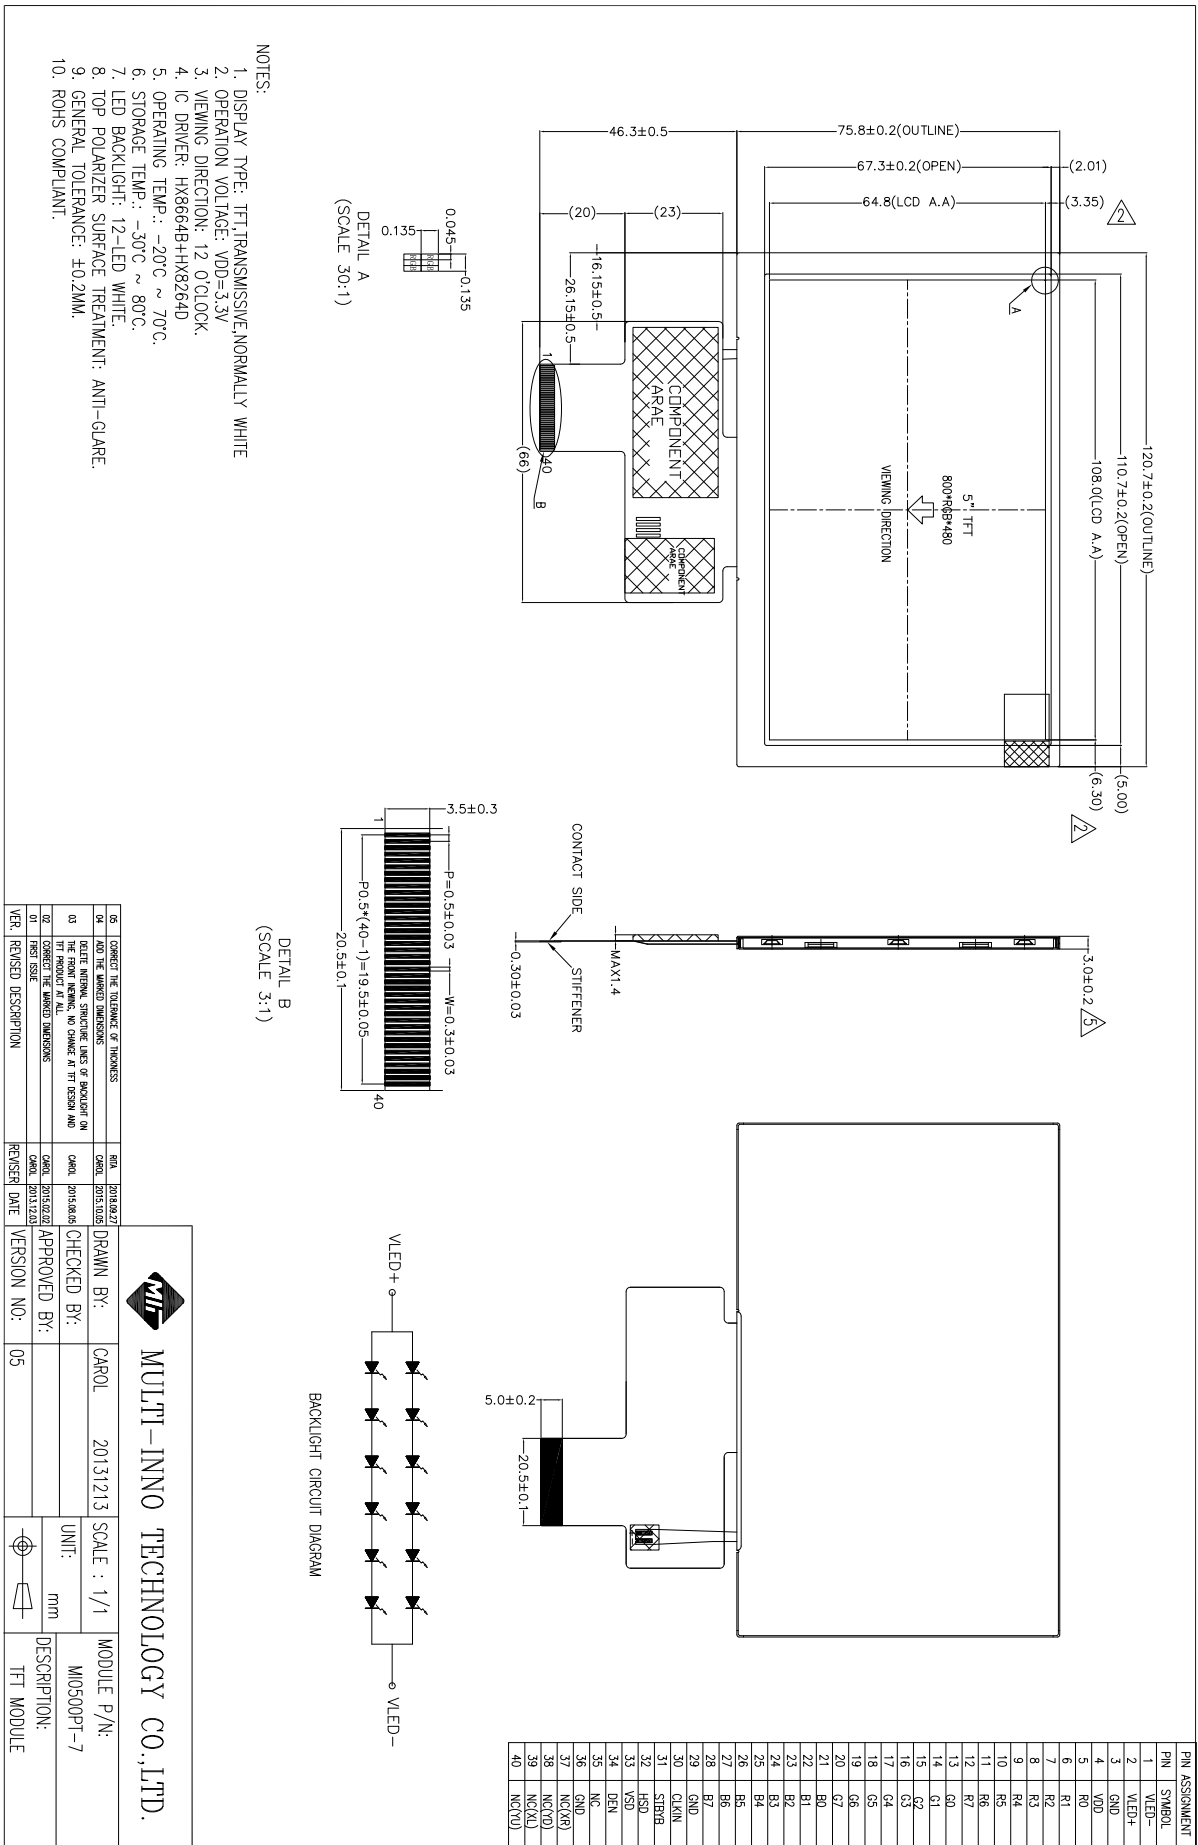 120.7±0.2(OUTLINE)
110.7±0.2(OPEN)
108.0(LCD A.A)
(5.00)
(6.30)
2
(3.35)
(2.01)
2
64.8(LCD A.A)
67.3±0.2(OPEN)
75.8±0.2(OUTLINE)
46.3±0.5
(20)
(23)
16.15±0.5
26.15±0.5
(66)
A
5" TFT
800*RGB*480
VIEWING DIRECTION
COMPONENT
ARAE
COMPONENT
ARAE
1
40
B
0.045
0.135
0.135
RGB
RGB
DETAIL A
(SCALE 30:1)
3.0±0.2
5
MAX1.4
CONTACT SIDE
STIFFENER
0.30±0.03
3.5±0.3
P=0.5±0.03
W=0.3±0.03
1
40
P0.5*(40-1)=19.5±0.05
20.5±0.1
DETAIL B
(SCALE 3:1)
5.0±0.2
20.5±0.1
VLED+
VLED-
BACKLIGHT CIRCUIT DIAGRAM
PIN ASSIGNMENT
PIN SYMBOL
1 VLED-
2 VLED+
3 GND
4 VDD
5 R0
6 R1
7 R2
8 R3
9 R4
10 R5
11 R6
12 R7
13 G0
14 G1
15 G2
16 G3
17 G4
18 G5
19 G6
20 G7
21 B0
22 B1
23 B2
24 B3
25 B4
26 B5
27 B6
28 B7
29 GND
30 CLKIN
31 STBYB
32 HSD
33 VSD
34 DEN
35 NC
36 GND
37 NC(XR)
38 NC(YD)
39 NC(XL)
40 NC(YU)
NOTES:
1. DISPLAY TYPE: TFT,TRANSMISSIVE,NORMALLY WHITE
2. OPERATION VOLTAGE: VDD=3.3V
3. VIEWING DIRECTION: 12 O'CLOCK.
4. IC DRIVER: HX8664B+HX8264D
5. OPERATING TEMP.: -20°C ~ 70°C.
6. STORAGE TEMP.: -30°C ~ 80°C.
7. LED BACKLIGHT: 12-LED WHITE.
8. TOP POLARIZER SURFACE TREATMENT: ANTI-GLARE.
9. GENERAL TOLERANCE: ±0.2MM.
10. ROHS COMPLIANT.
05 CORRECT THE TOLERANCE OF THICKNESS RITA 2018.09.27
04 ADD THE MARKED DIMENSIONS CAROL 2015.10.05
03 DELETE INTERNAL STRUCTURE LINES OF BACKLIGHT ON
THE FRONT IVEWING, NO CHANGE AT TFT DESIGN AND
TFT PRODUCT AT ALL CAROL 2015.08.05
02 CORRECT THE MARKED DIMENSIONS CAROL 2015.02.02
01 FIRST ISSUE CAROL 2013.12.03
VER. REVISED DESCRIPTION REVISER DATE
MIT MULTI-INNO TECHNOLOGY CO.,LTD.
DRAWN BY: CAROL 20131213
CHECKED BY:
APPROVED BY:
VERSION NO: 05
SCALE : 1/1
UNIT: mm
MODULE P/N:
MI0500PT-7
DESCRIPTION:
TFT MODULE